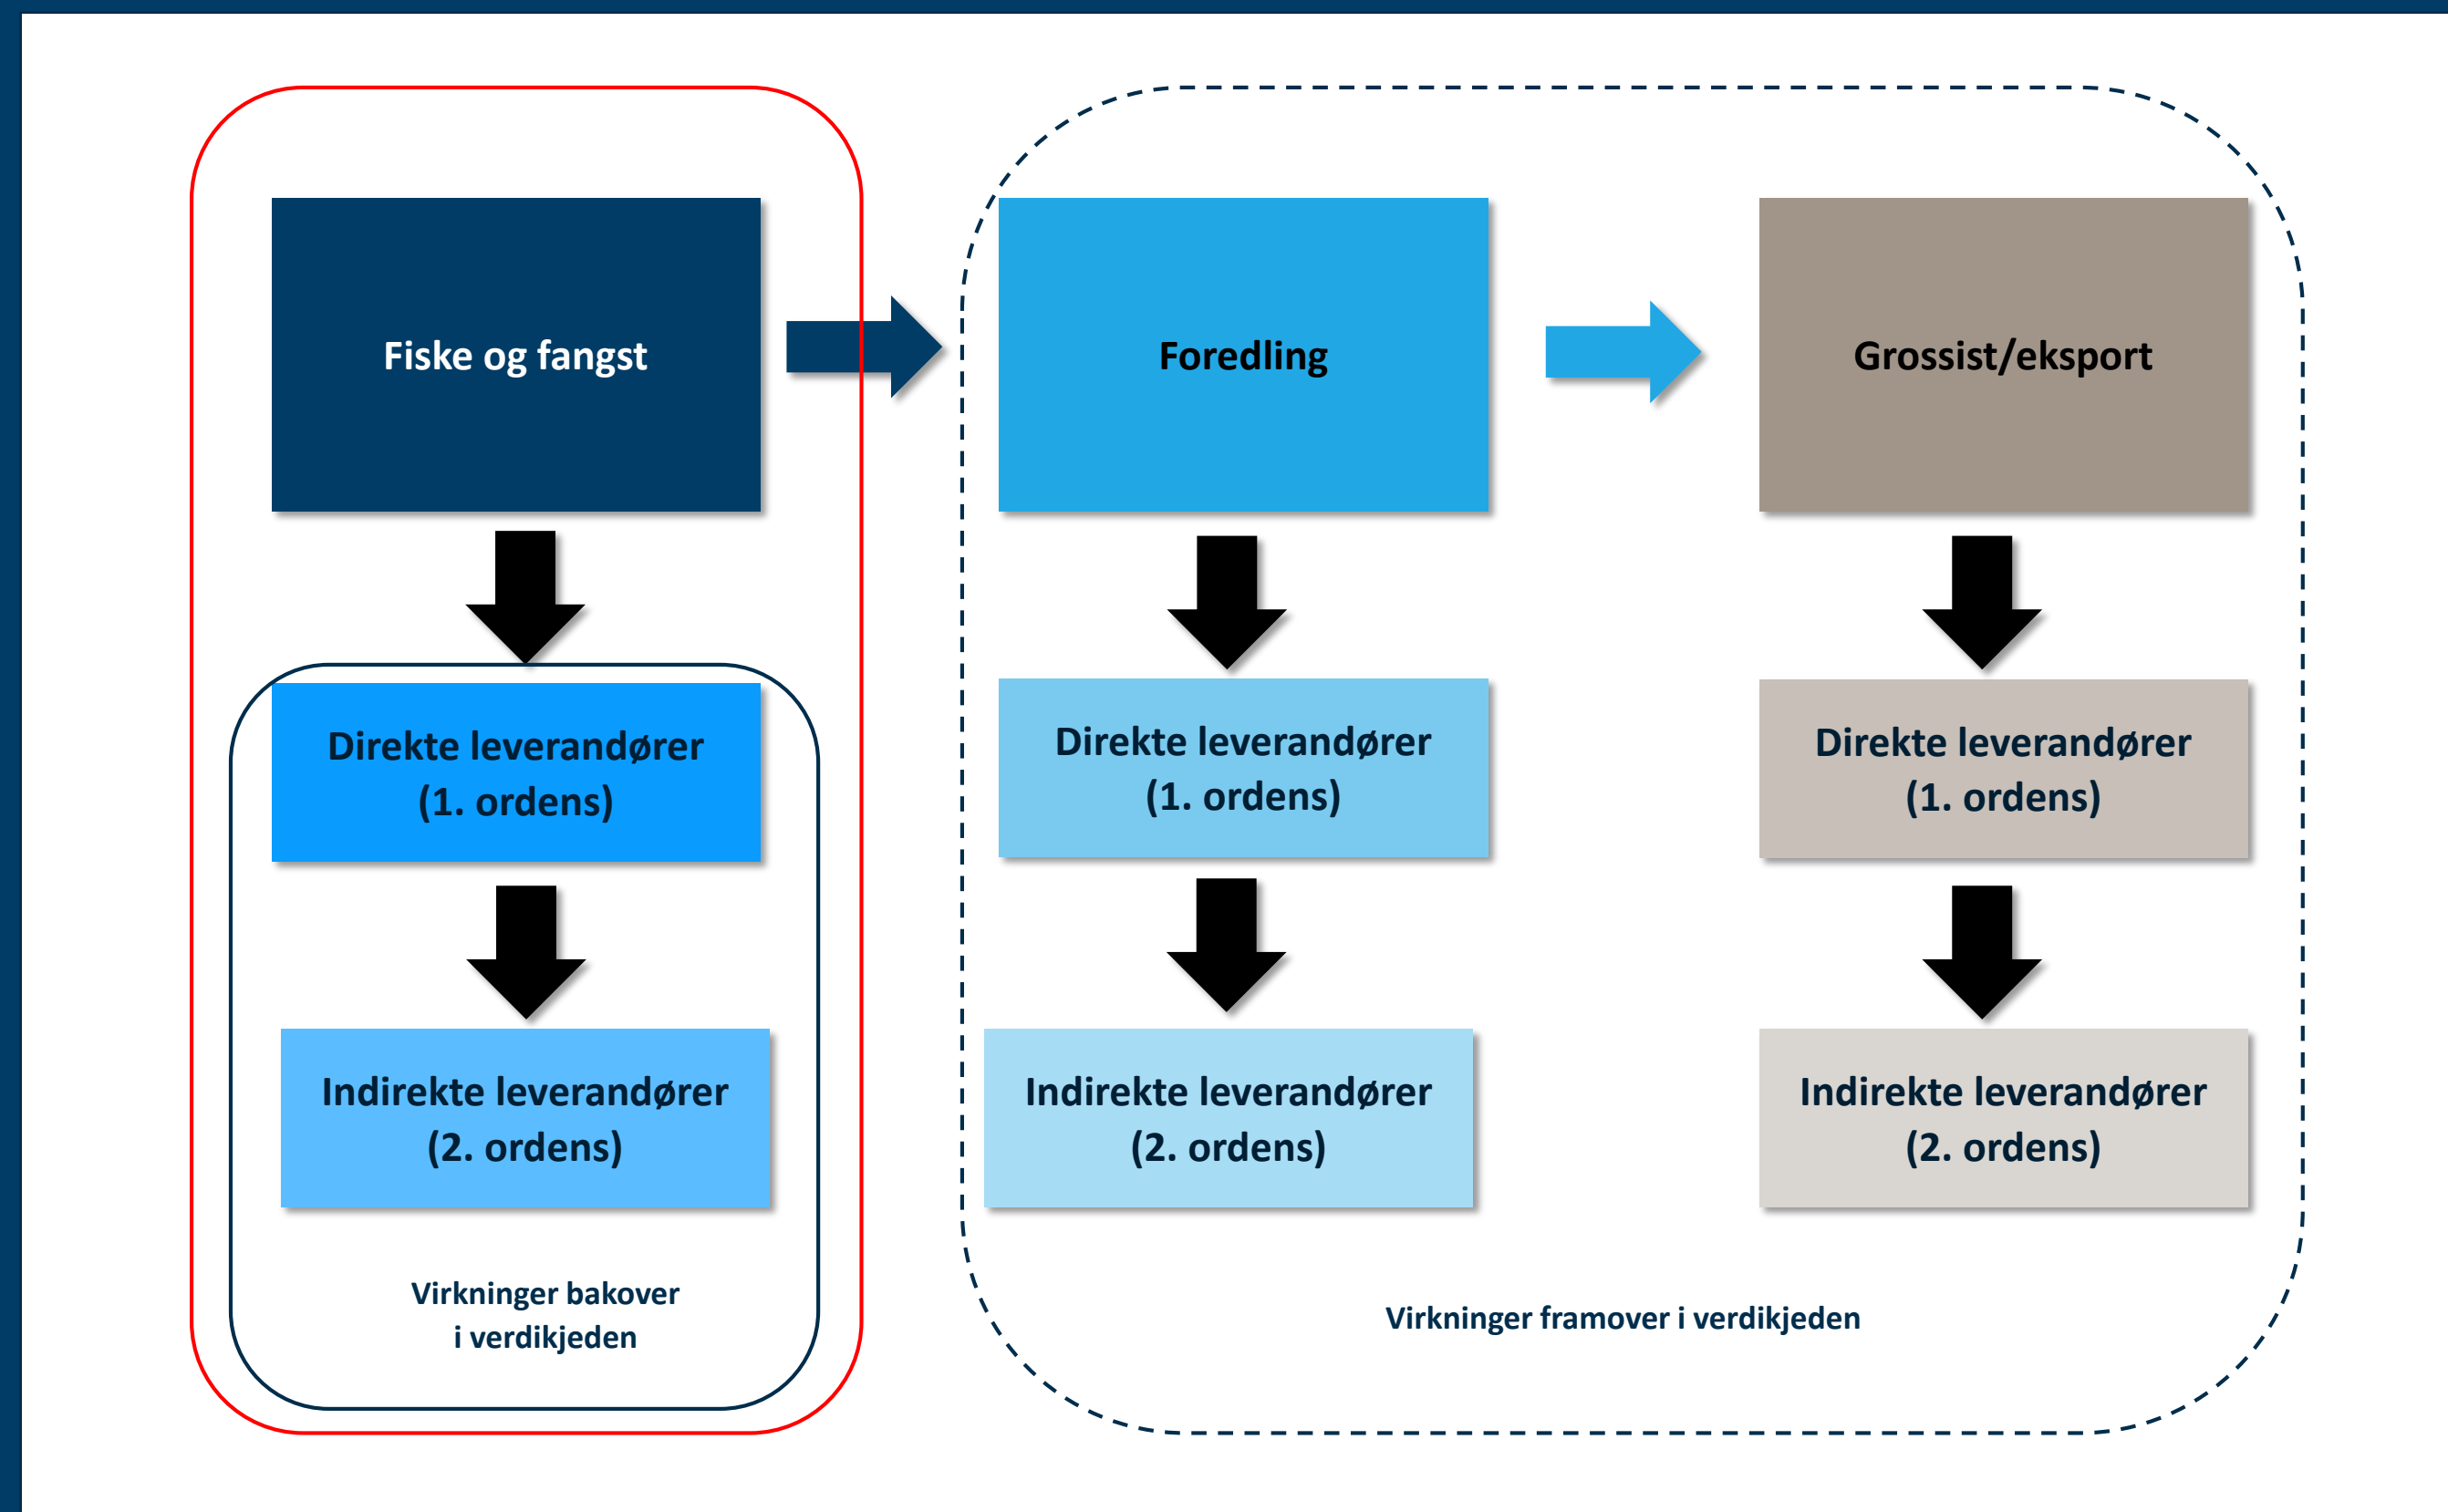 Fiske og fangst
Foredling
Grossist/eksport
Direkte leverandører
(1. ordens)
Direkte leverandører
(1. ordens)
Direkte leverandører
(1. ordens)
Indirekte leverandører
(2. ordens)
Indirekte leverandører
(2. ordens)
Indirekte leverandører
(2. ordens)
Virkninger bakover
i verdikjeden
Virkninger framover i verdikjeden